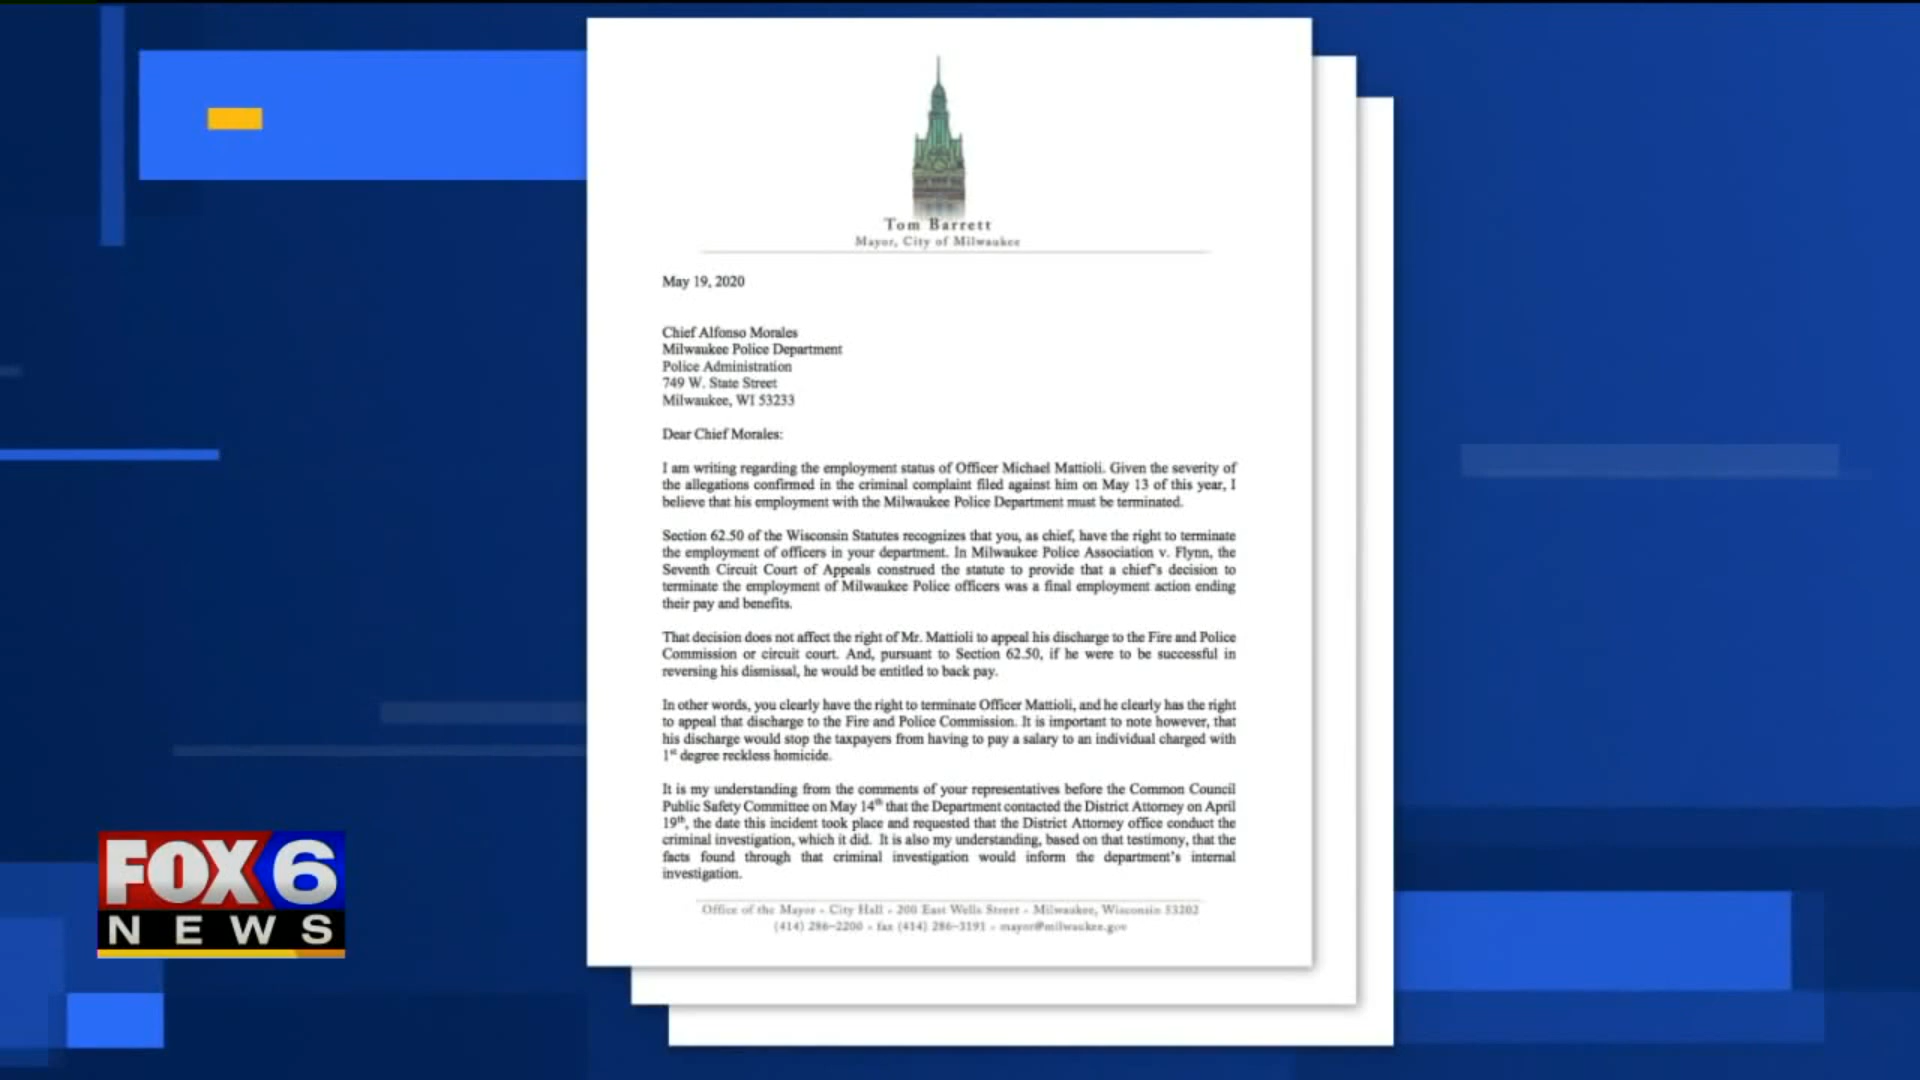 Tom Barrett
Mayor, City of Milwaukee
May 19, 2020
Chief Alfonso Morales
Milwaukee Police Department
Police Administration
749 W. State Street
Milwaukee, WI 53233
Dear Chief Morales:
I am writing regarding the employment status of Officer Michael Mattioli. Given the severity of
the allegations confirmed in the criminal complaint filed against him on May 13 of this year, I
believe that his employment with the Milwaukee Police Department must be terminated.
Section 62.50 of the Wisconsin Statutes recognizes that you, as chief, have the right to terminate
the employment of officers in your department. In Milwaukee Police Association v. Flynn, the
Seventh Circuit Court of Appeals construed the statute to provide that a chief's decision to
terminate the employment of Milwaukee Police officers was a final employment action ending
their pay and benefits.
That decision does not affect the right of Mr. Mattioli to appeal his discharge to the Fire and Police
Commission or circuit court. And, pursuant to Section 62.50, if he were to be successful in
reversing his dismissal, he would be entitled to back pay.
In other words, you clearly have the right to terminate Officer Mattioli, and he clearly has the right
to appeal that discharge to the Fire and Police Commission. It is important to note however, that
his discharge would stop the taxpayers from having to pay a salary to an individual charged with
1st degree reckless homicide.
It is my understanding from the comments of your representatives before the Common Council
Public Safety Committee on May 14th that the Department contacted the District Attorney on April
19th, the date this incident took place and requested that the District Attorney office conduct the
criminal investigation, which it did. It is also my understanding, based on that testimony, that the
facts found through that criminal investigation would inform the department's internal
investigation.
Office of the Mayor - City Hall - 200 East Wells Street - Milwaukee, Wisconsin 53202
(414) 286-2200 - fax (414) 286-3191 - mayor@milwaukee.gov
FOX 6
NEWS